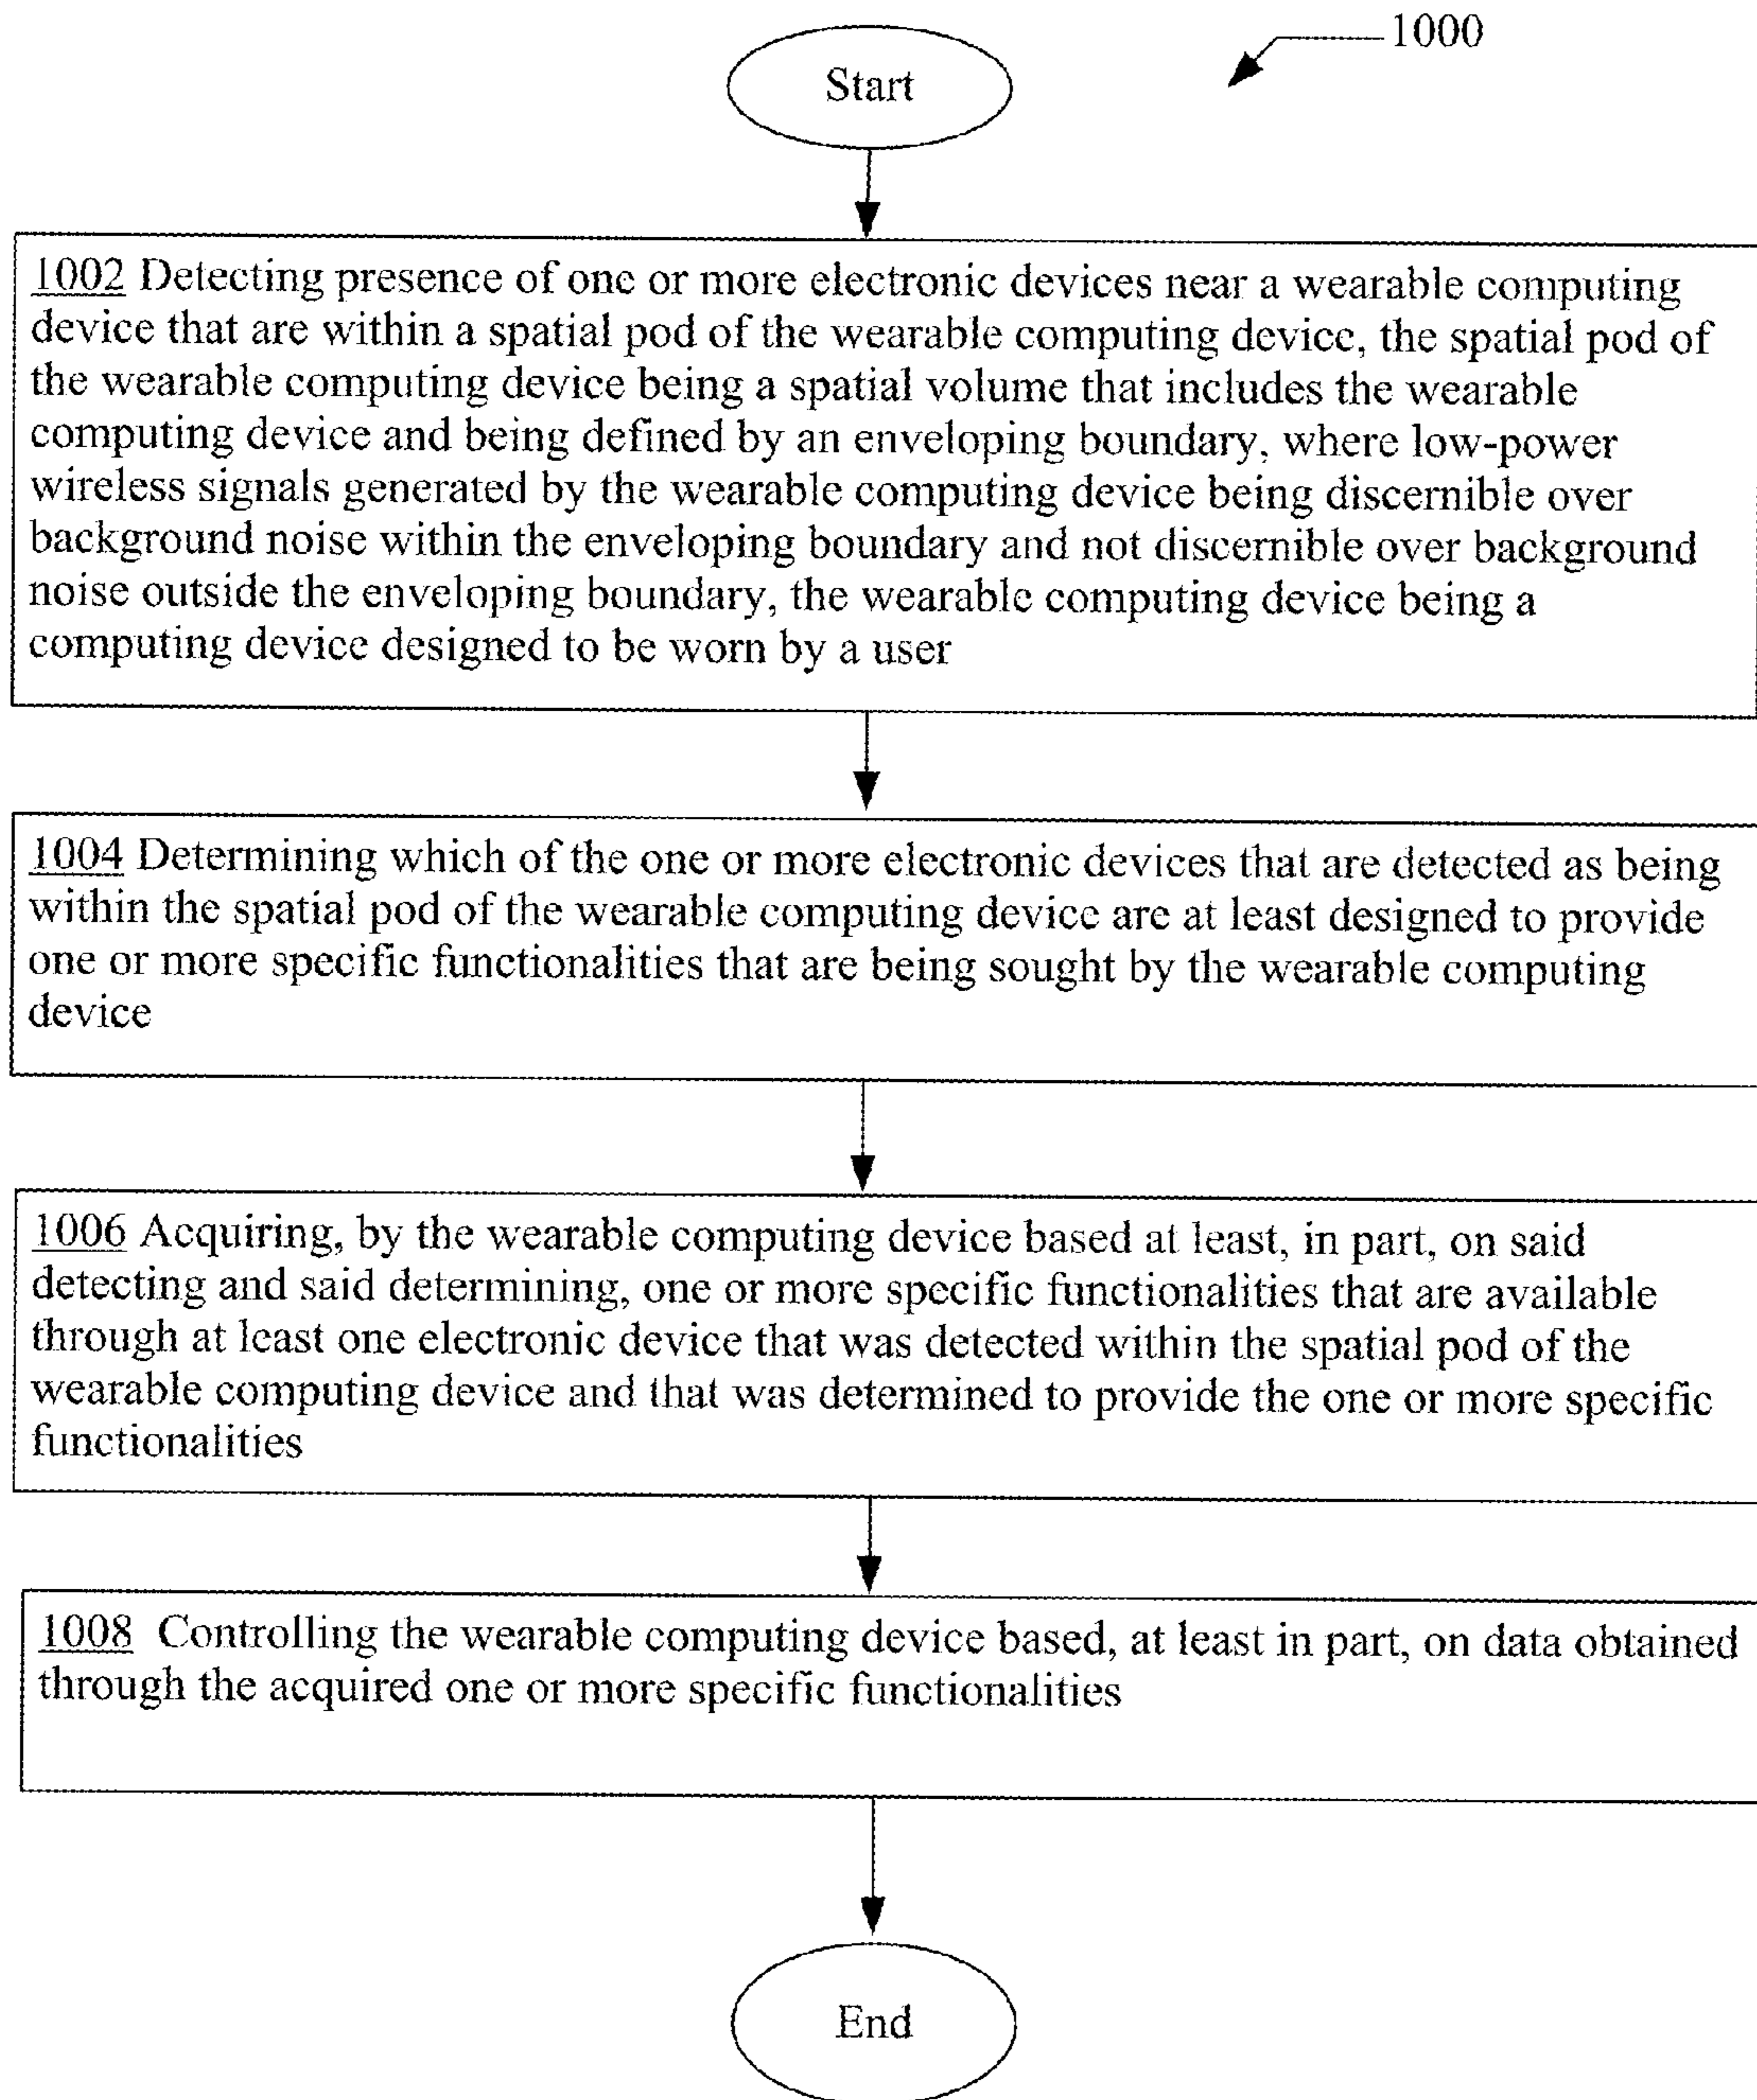 1000
Start
1002 Detecting presence of one or more electronic devices near a wearable computing
device that are within a spatial pod of the wearable computing device, the spatial pod of
the wearable computing device being a spatial volume that includes the wearable
computing device and being defined by an enveloping boundary, where low-power
wireless signals generated by the wearable computing device being discernible over
background noise within the enveloping boundary and not discernible over background
noise outside the enveloping boundary, the wearable computing device being a
computing device designed to be worn by a user
1004 Determining which of the one or more electronic devices that are detected as being
within the spatial pod of the wearable computing device are at least designed to provide
one or more specific functionalities that are being sought by the wearable computing
device
1006 Acquiring, by the wearable computing device based at least, in part, on said
detecting and said determining, one or more specific functionalities that are available
through at least one electronic device that was detected within the spatial pod of the
wearable computing device and that was determined to provide the one or more specific
functionalities
1008 Controlling the wearable computing device based, at least in part, on data obtained
through the acquired one or more specific functionalities
End